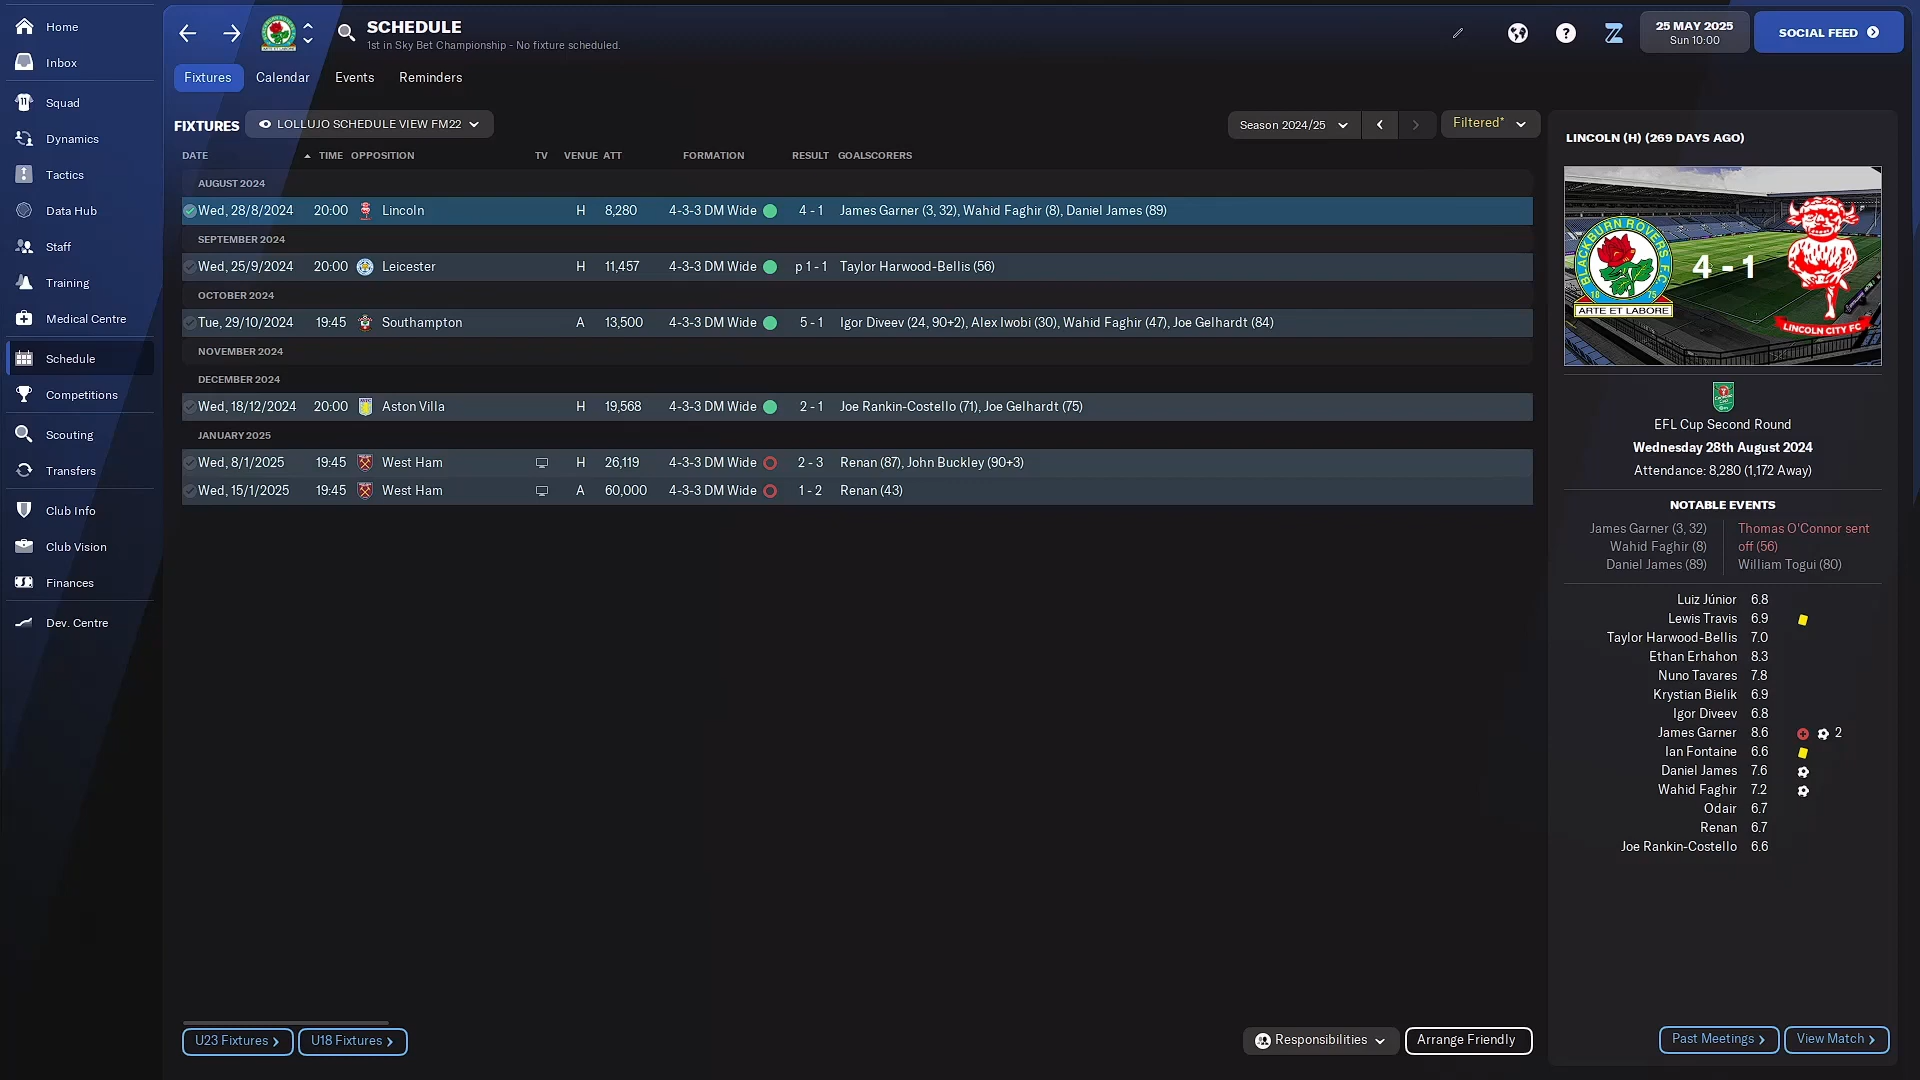 Home
Inbox
Squad
Dynamics
Tactics
Data Hub
Staff
Training
Medical Centre
Schedule
Competitions
Scouting
Transfers
Club Info
Club Vision
Finances
Dev. Centre
SCHEDULE
1st in Sky Bet Championship - No fixture scheduled.
25 MAY 2025
Sun 10:00
SOCIAL FEED
Fixtures Calendar Events Reminders
FIXTURES LOLLUJO SCHEDULE VIEW FM22 Season 2024/25 Filtered*
DATE TIME OPPOSITION TV VENUE ATT FORMATION RESULT GOALSCORERS
AUGUST 2024
Wed, 28/8/2024 20:00 Lincoln H 8,280 4-3-3 DM Wide 4 - 1 James Garner (3, 32), Wahid Faghir (8), Daniel James (89)
SEPTEMBER 2024
Wed, 25/9/2024 20:00 Leicester H 11,457 4-3-3 DM Wide p 1 - 1 Taylor Harwood-Bellis (56)
OCTOBER 2024
Tue, 29/10/2024 19:45 Southampton A 13,500 4-3-3 DM Wide 5 - 1 Igor Diveev (24, 90+2), Alex Iwobi (30), Wahid Faghir (47), Joe Gelhardt (84)
NOVEMBER 2024
DECEMBER 2024
Wed, 18/12/2024 20:00 Aston Villa H 19,568 4-3-3 DM Wide 2 - 1 Joe Rankin-Costello (71), Joe Gelhardt (75)
JANUARY 2025
Wed, 8/1/2025 19:45 West Ham H 26,119 4-3-3 DM Wide 2 - 3 Renan (87), John Buckley (90+3)
Wed, 15/1/2025 19:45 West Ham A 60,000 4-3-3 DM Wide 1 - 2 Renan (43)
U23 Fixtures U18 Fixtures
Responsibilities Arrange Friendly
LINCOLN (H) (269 DAYS AGO)
BLACKBURN ROVERS F.C.
18 75
ARTE ET LABORE
4 - 1
LINCOLN CITY FC
EFL Cup Second Round
Wednesday 28th August 2024
Attendance: 8,280 (1,172 Away)
NOTABLE EVENTS
James Garner (3, 32)
Wahid Faghir (8)
Daniel James (89)
Thomas O'Connor sent
off (56)
William Togui (80)
Luiz Júnior 6.8
Lewis Travis 6.9
Taylor Harwood-Bellis 7.0
Ethan Erhahon 8.3
Nuno Tavares 7.8
Krystian Bielik 6.9
Igor Diveev 6.8
James Garner 8.6 2
Ian Fontaine 6.6
Daniel James 7.6
Wahid Faghir 7.2
Odair 6.7
Renan 6.7
Joe Rankin-Costello 6.6
Past Meetings View Match